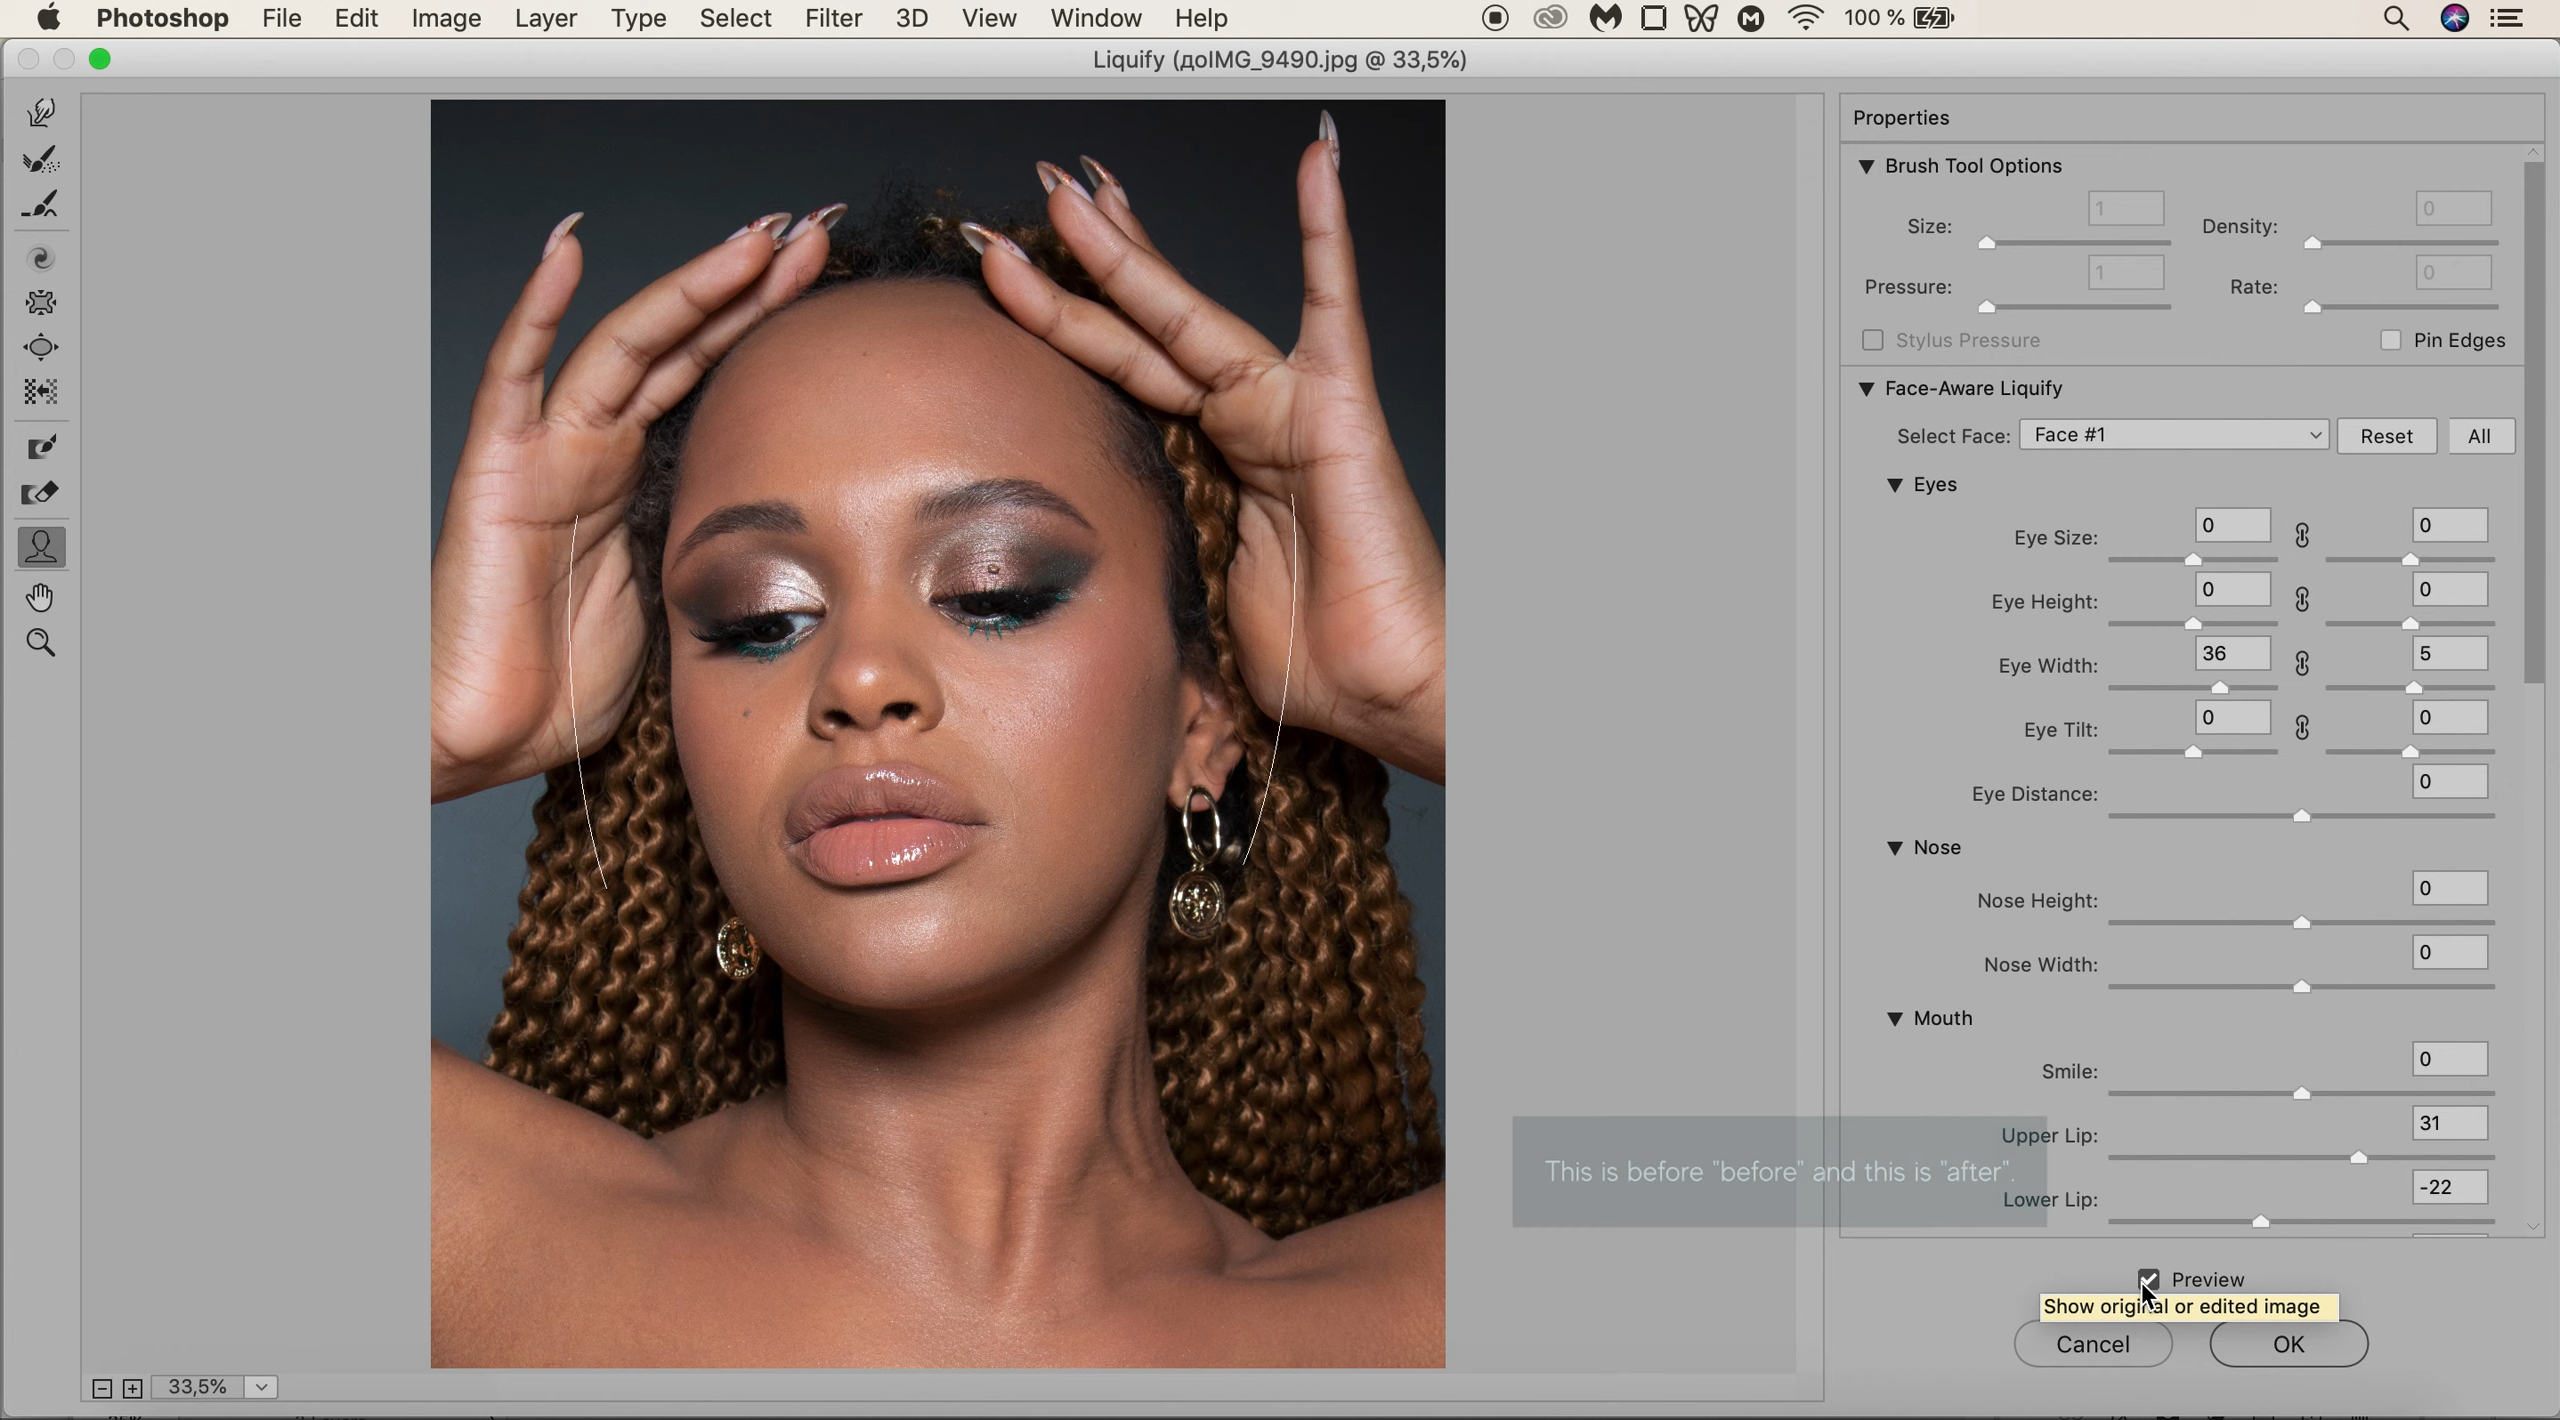 Photoshop File Edit Image Layer Type Select Filter 3D View Window Help 100 %
Liquify (доIMG_9490.jpg @ 33,5%)
Properties
Brush Tool Options
Size: 1 Density: 0
Pressure: 1 Rate: 0
Stylus Pressure Pin Edges
Face-Aware Liquify
Select Face: Face #1 Reset All
Eyes
Eye Size: 0 0
Eye Height: 0 0
Eye Width: 36 5
Eye Tilt: 0 0
Eye Distance: 0
Nose
Nose Height: 0
Nose Width: 0
Mouth
Smile: 0
Upper Lip: 31
This is before "before" and this is "after".
Lower Lip: -22
Preview
Show original or edited image
Cancel OK
33,5%